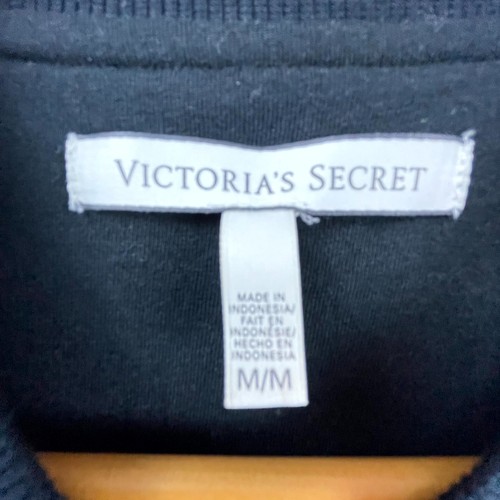 VICTORIA'S SECRET
MADE IN
INDONESIA/
FAIT EN
INDONÉSIE/
HECHO EN
INDONESIA
M/M